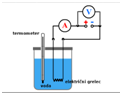 V
termometer
A
+ -
električni grelec
voda